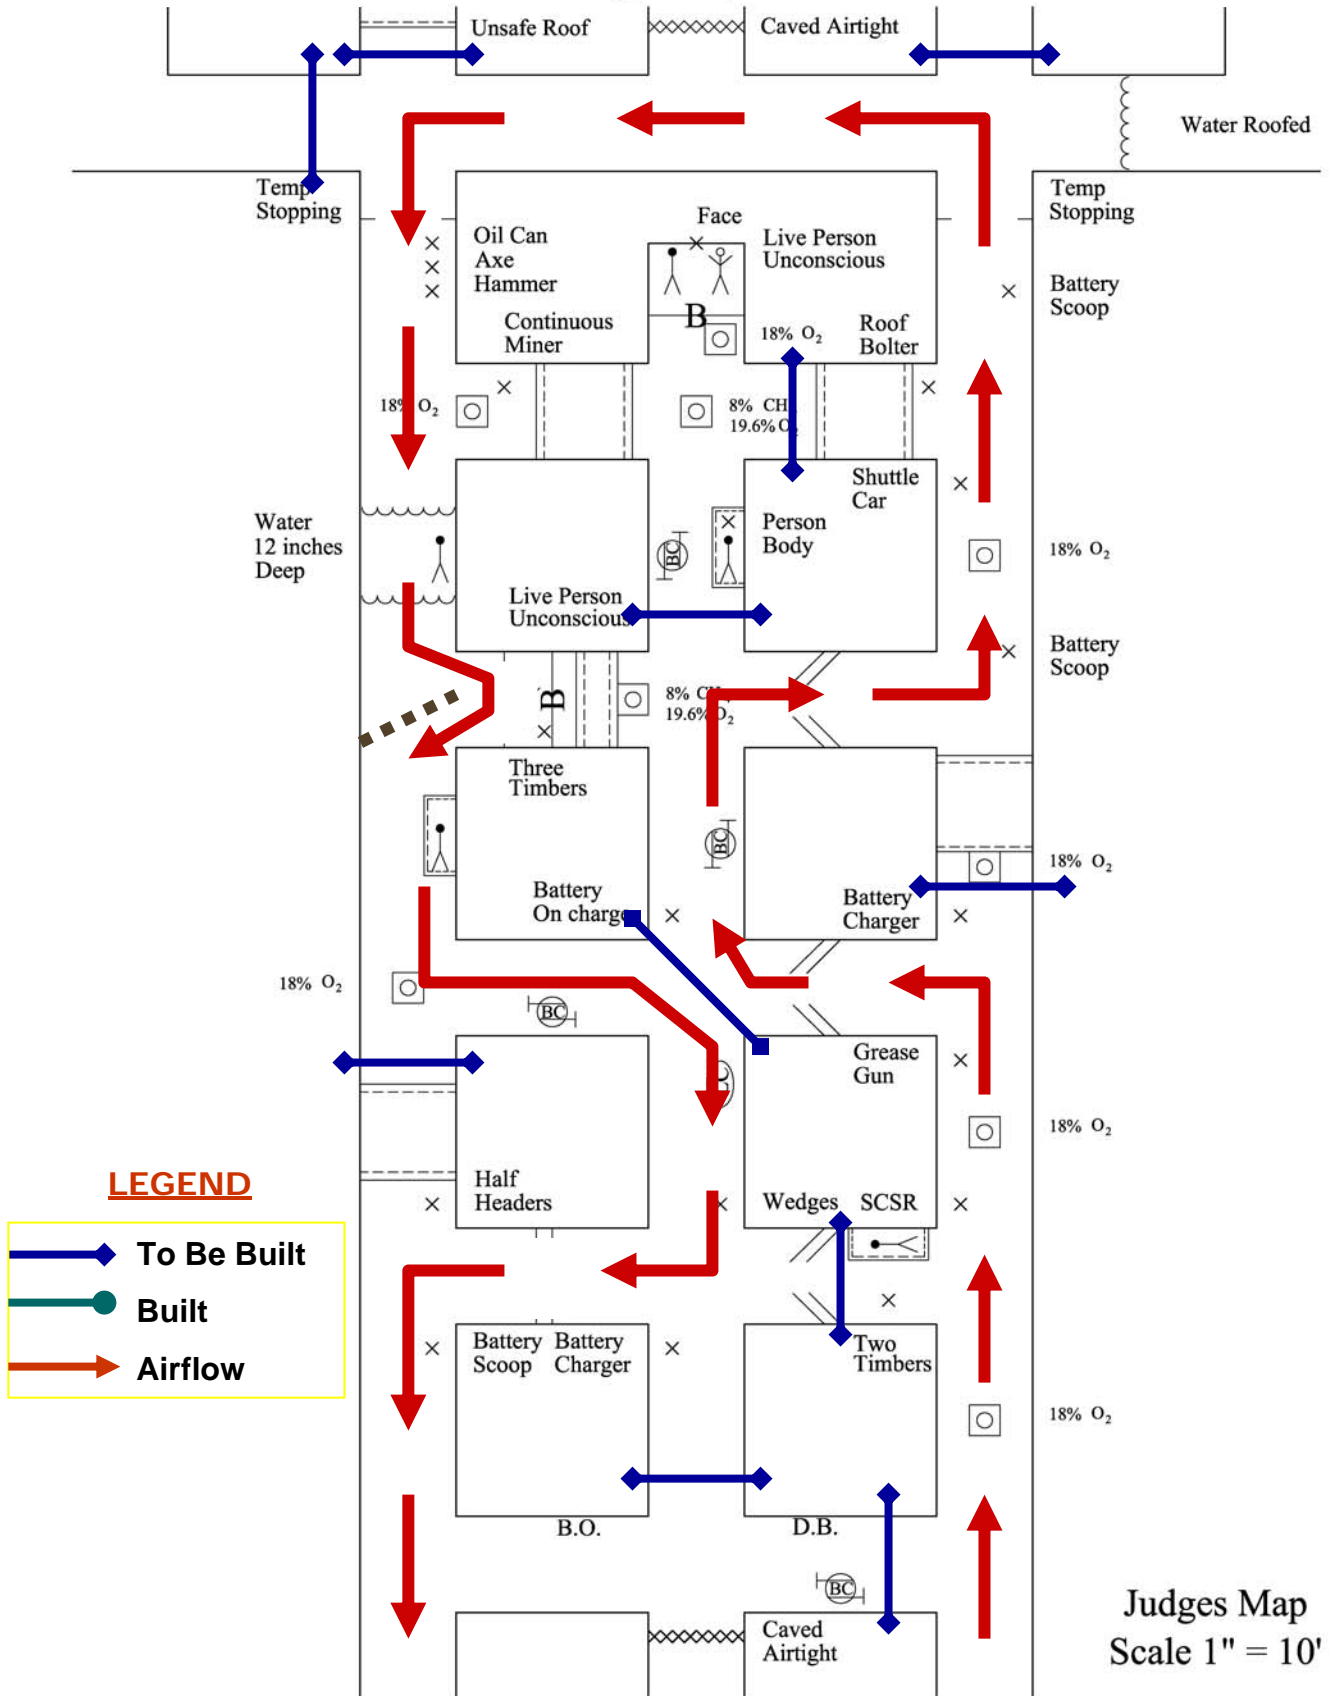 Unsafe Roof
Caved Airtight
Water Roofed
Temp
Stopping
Temp
Stopping
Face
Oil Can
Axe
Hammer
Live Person
Unconscious
Battery
Scoop
B
Continuous
Miner
18% O₂
Roof
Bolter
18% O₂
8% CH
19.6% O₂
Shuttle
Car
Water
12 inches
Deep
BC
Person
Body
18% O₂
Live Person
Unconscious
Battery
Scoop
B
8% CH
19.6% O₂
Three
Timbers
BC
18% O₂
Battery
On charge
Battery
Charger
18% O₂
BC
Grease
Gun
18% O₂
Half
Headers
Wedges
SCSR
LEGEND
To Be Built
Built
Airflow
Battery
Scoop
Battery
Charger
Two
Timbers
18% O₂
B.O.
D.B.
BC
Caved
Airtight
Judges Map
Scale 1" = 10'